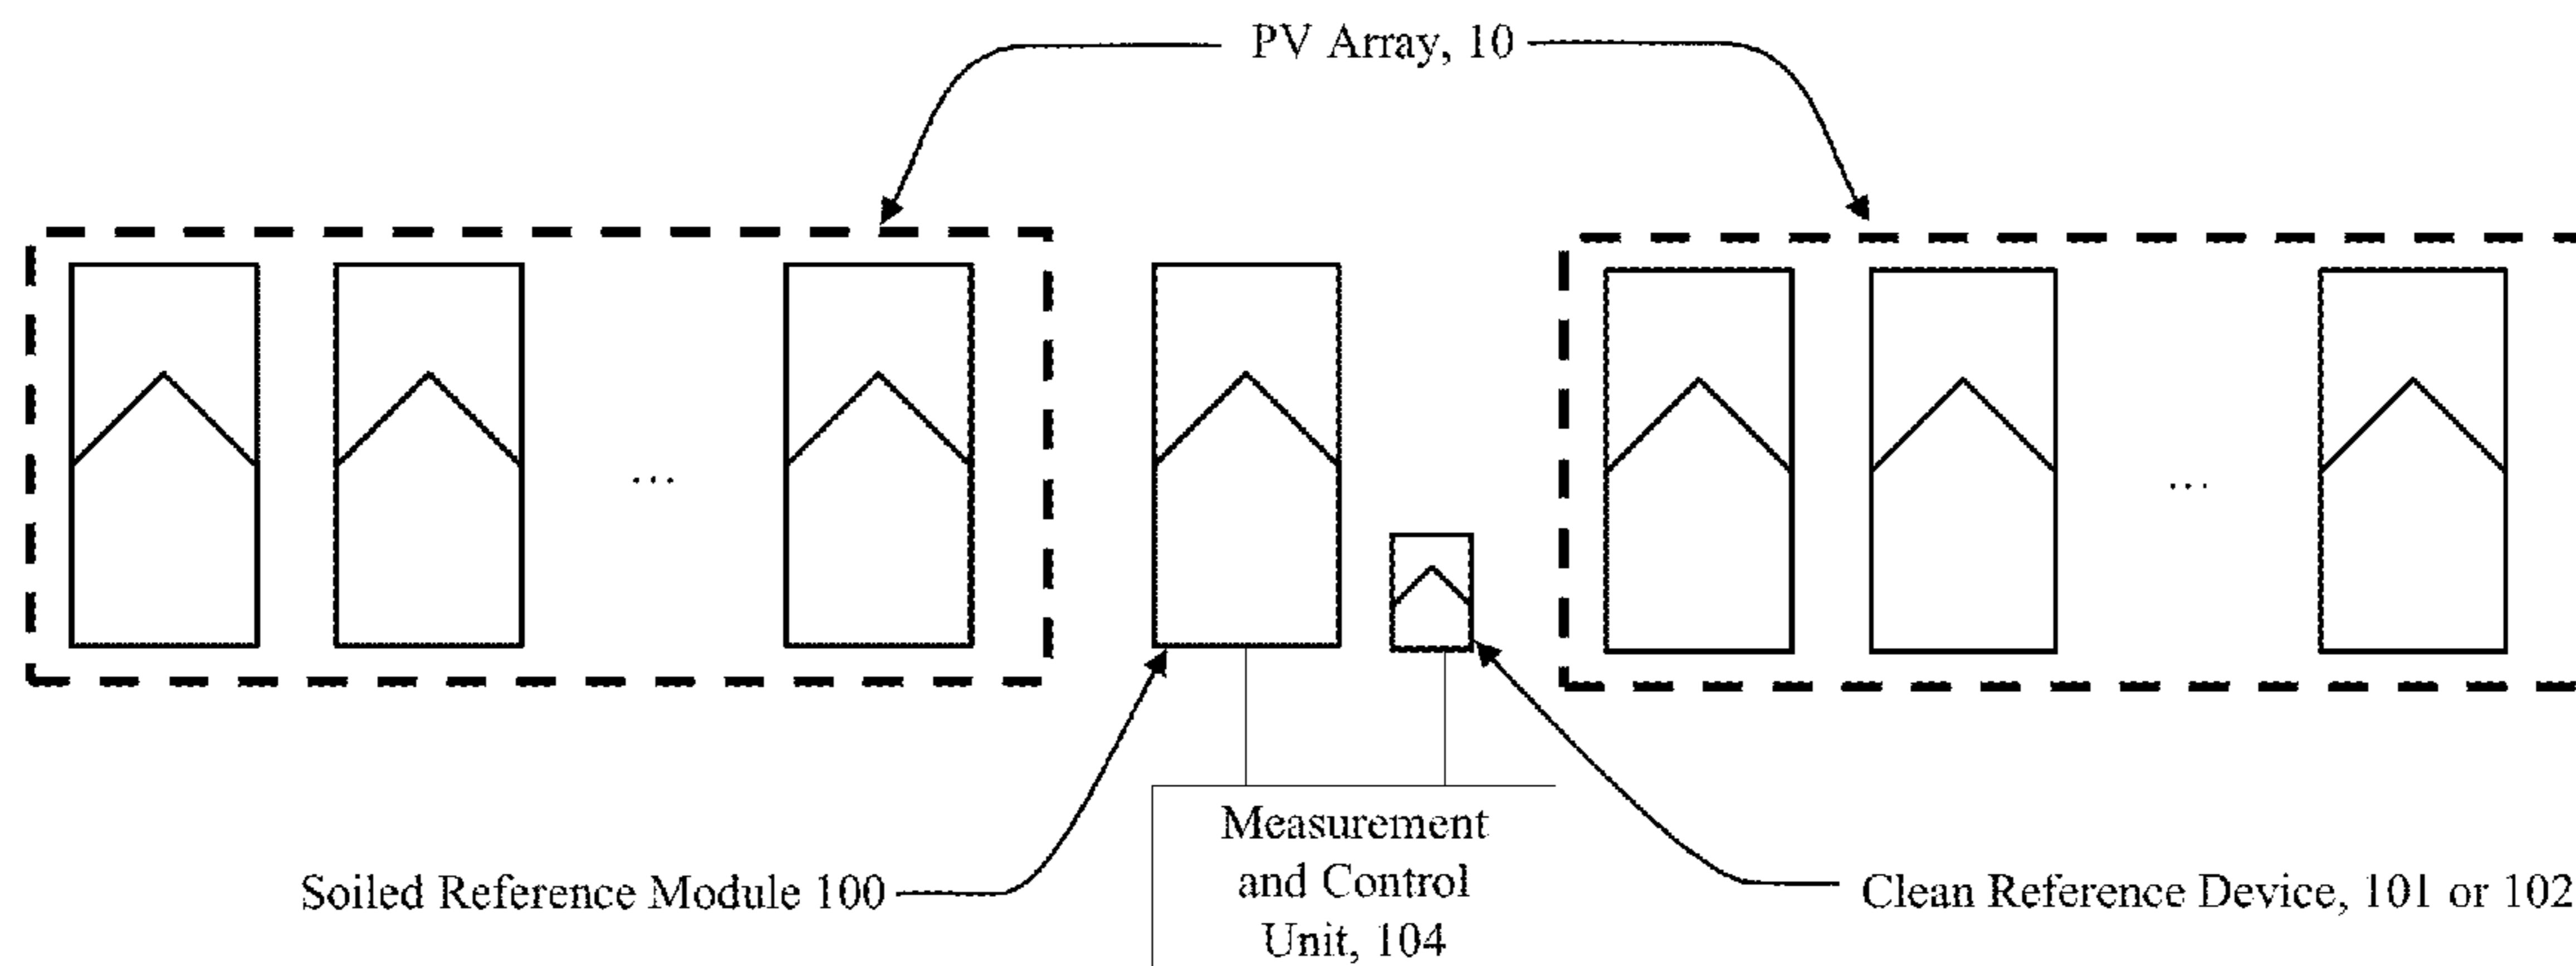 PV Array, 10
...
...
Measurement
and Control
Unit, 104
Soiled Reference Module 100
Clean Reference Device, 101 or 102